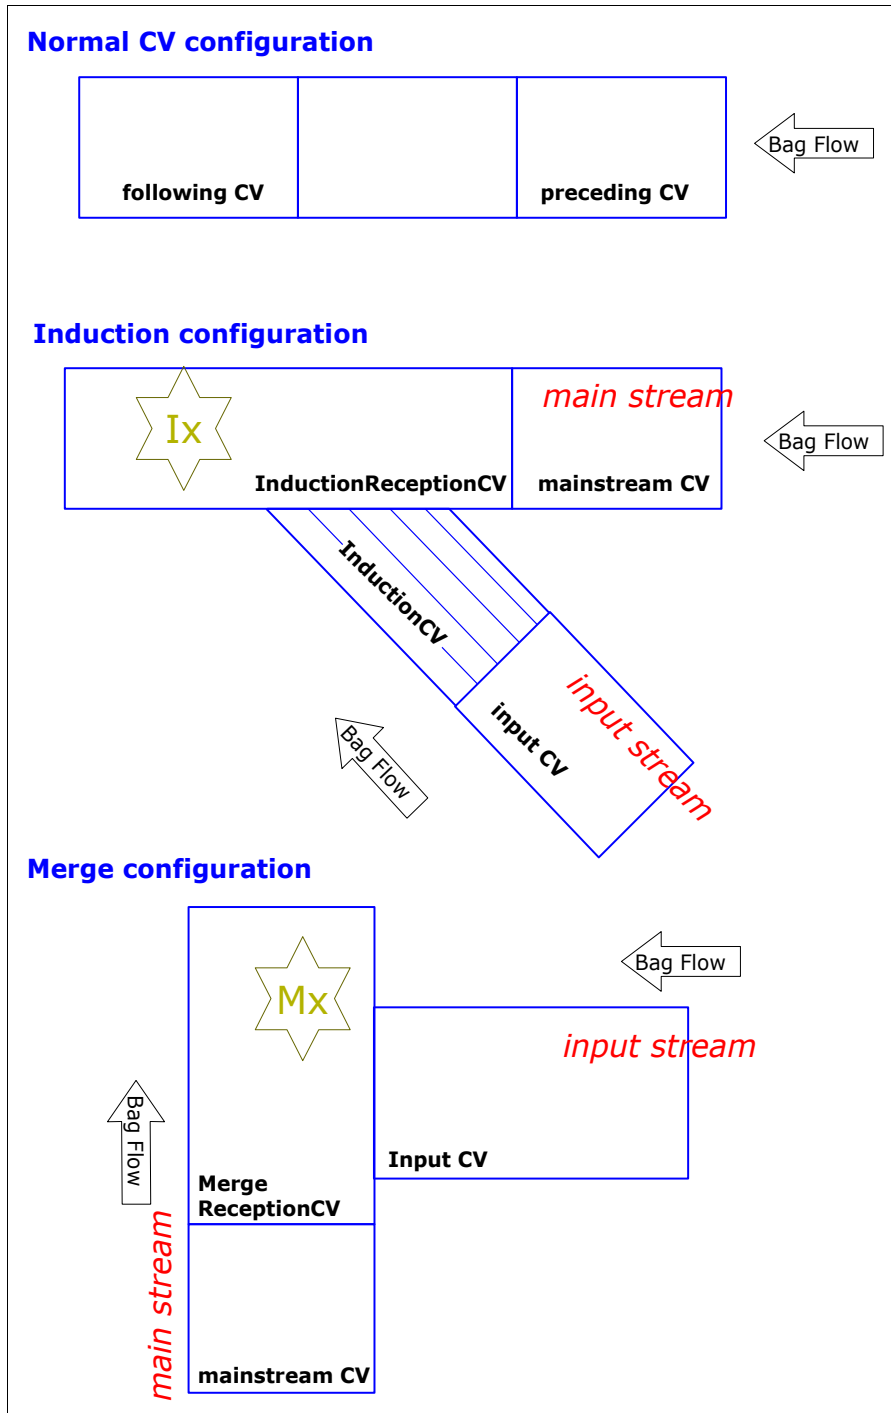 Normal CV configuration
Bag Flow
following CV
preceding CV
Induction configuration
main stream
Ix
Bag Flow
InductionReceptionCV
mainstream CV
InductionCV
input stream
input CV
Bag Flow
Merge configuration
Bag Flow
Mx
input stream
Bag Flow
Input CV
Merge
ReceptionCV
main stream
mainstream CV